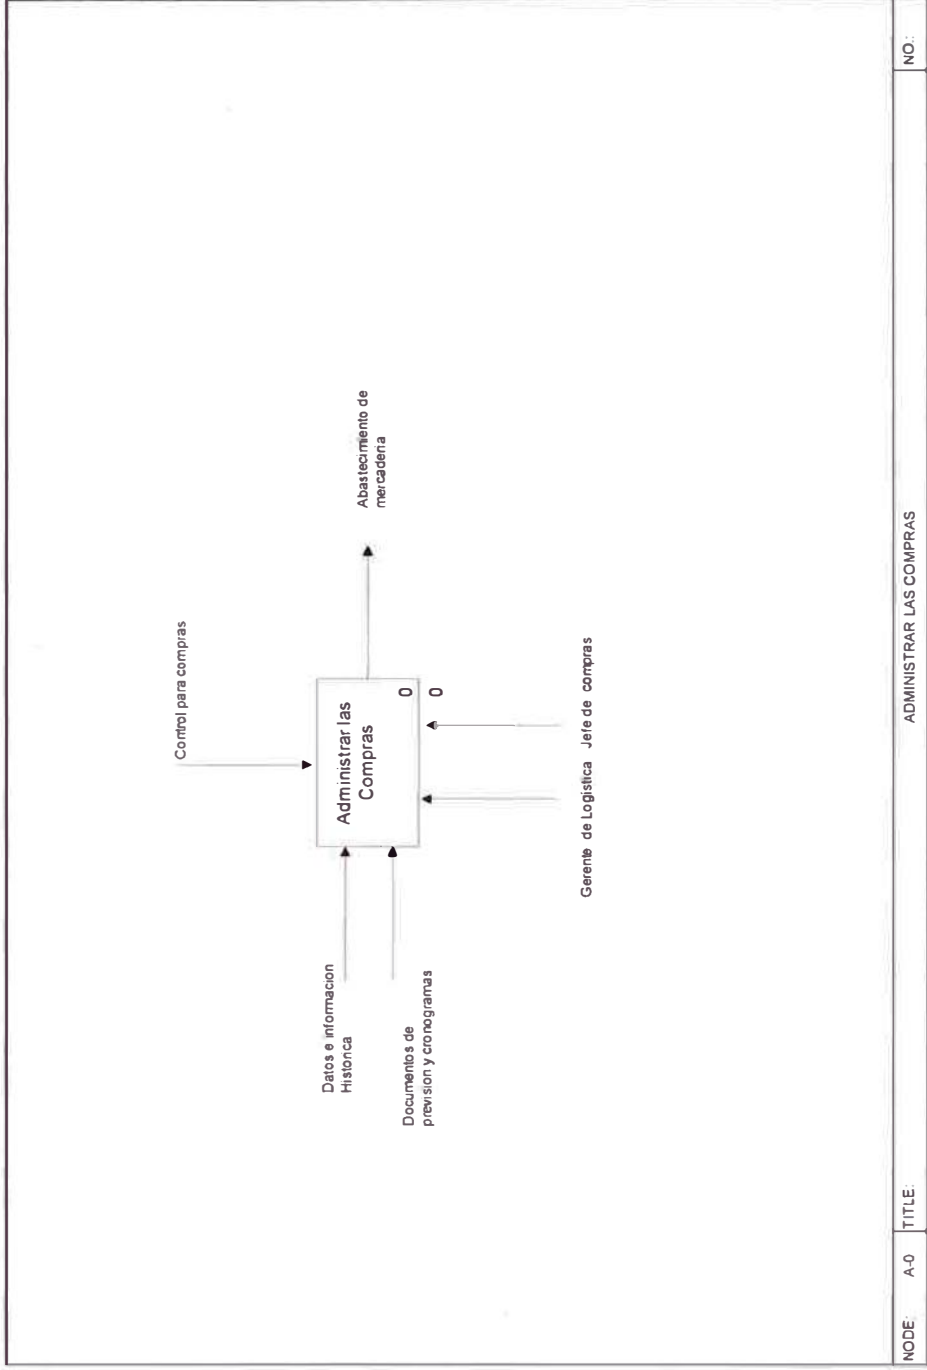 Control para compras
Datos e informacion
Historica
Documentos de
prevision y cronogramas
Administrar las
Compras
0
0
Abastecimiento de
mercaderia
Gerente de Logistica
Jefe de compras
NODE:
A-0
TITLE:
ADMINISTRAR LAS COMPRAS
NO.: